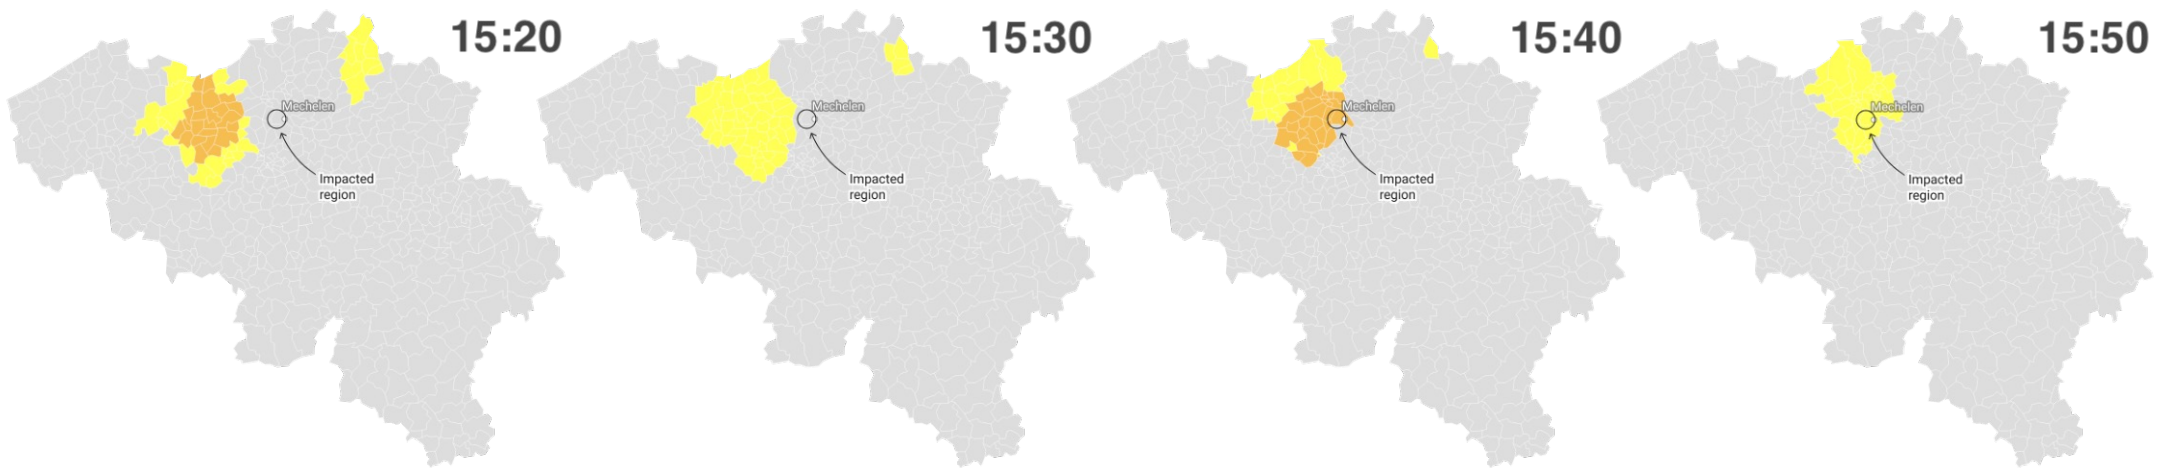 15:20
Mechelen
Impacted
region
15:30
Mechelen
Impacted
region
15:40
Mechelen
Impacted
region
15:50
Mechelen
Impacted
region